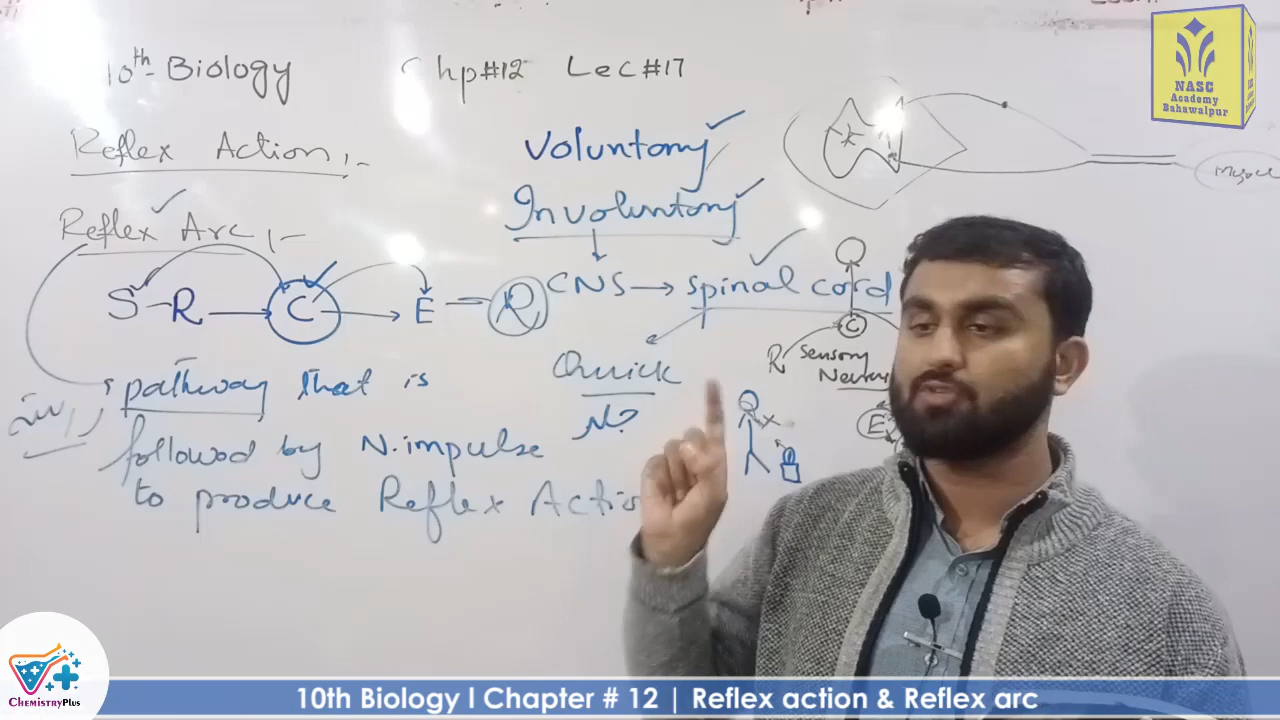 10th Biology Chp#12 Lec#17
Reflex Action:-
Voluntary
Involuntary
Reflex Arc:-
CNS → spinal cord
S-R → C → E = R
Quick
جلد
pathway that is
followed by N.impulse
to produce Reflex Action
C
R Sensory
E
NASC
Academy
Bahawalpur
ChemistryPlus
10th Biology l Chapter # 12 | Reflex action & Reflex arc